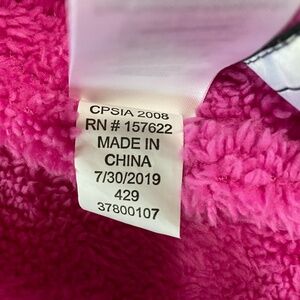 CPSIA 2008
RN # 157622
MADE IN
CHINA
7/30/2019
429
37800107